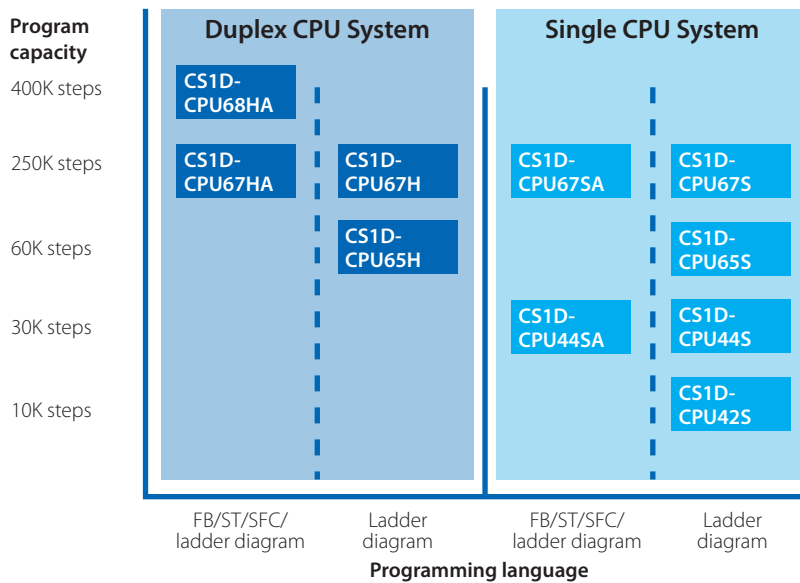 Program
capacity
Duplex CPU System
Single CPU System
400K steps
CS1D-
CPU68HA
250K steps
CS1D-
CPU67HA
CS1D-
CPU67H
CS1D-
CPU67SA
CS1D-
CPU67S
60K steps
CS1D-
CPU65H
CS1D-
CPU65S
30K steps
CS1D-
CPU44SA
CS1D-
CPU44S
10K steps
CS1D-
CPU42S
FB/ST/SFC/
ladder diagram
Ladder
diagram
FB/ST/SFC/
ladder diagram
Ladder
diagram
Programming language